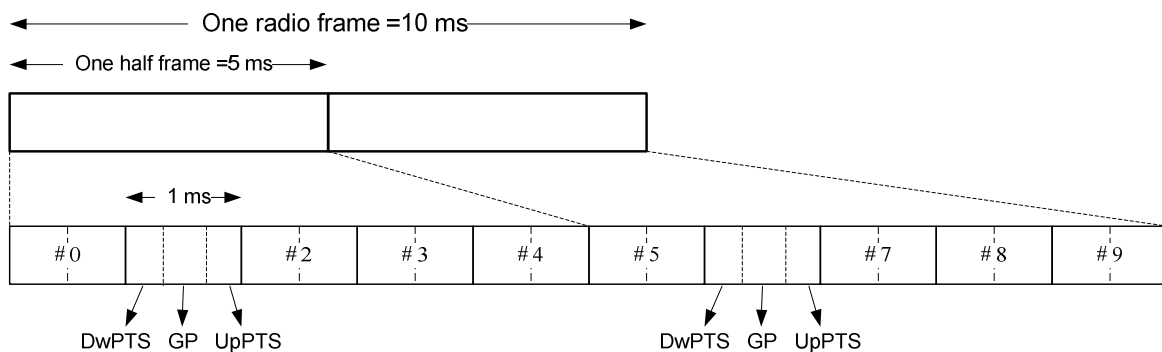 One radio frame =10 ms
One half frame =5 ms
1 ms
#0 #2 #3 #4 #5 #7 #8 #9
DwPTS GP UpPTS DwPTS GP UpPTS